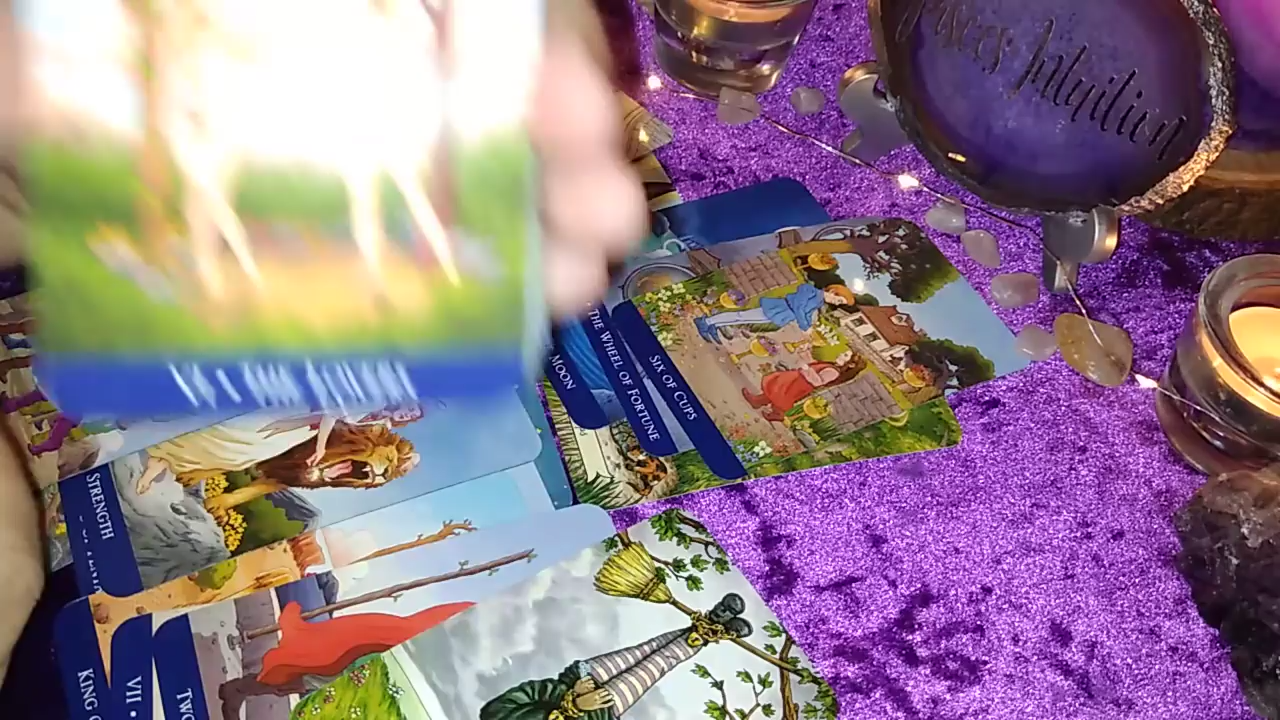 Pisces Intuition
MOON
THE WHEEL OF FORTUNE
SIX OF CUPS
STRENGTH
KING
VII •
TWO